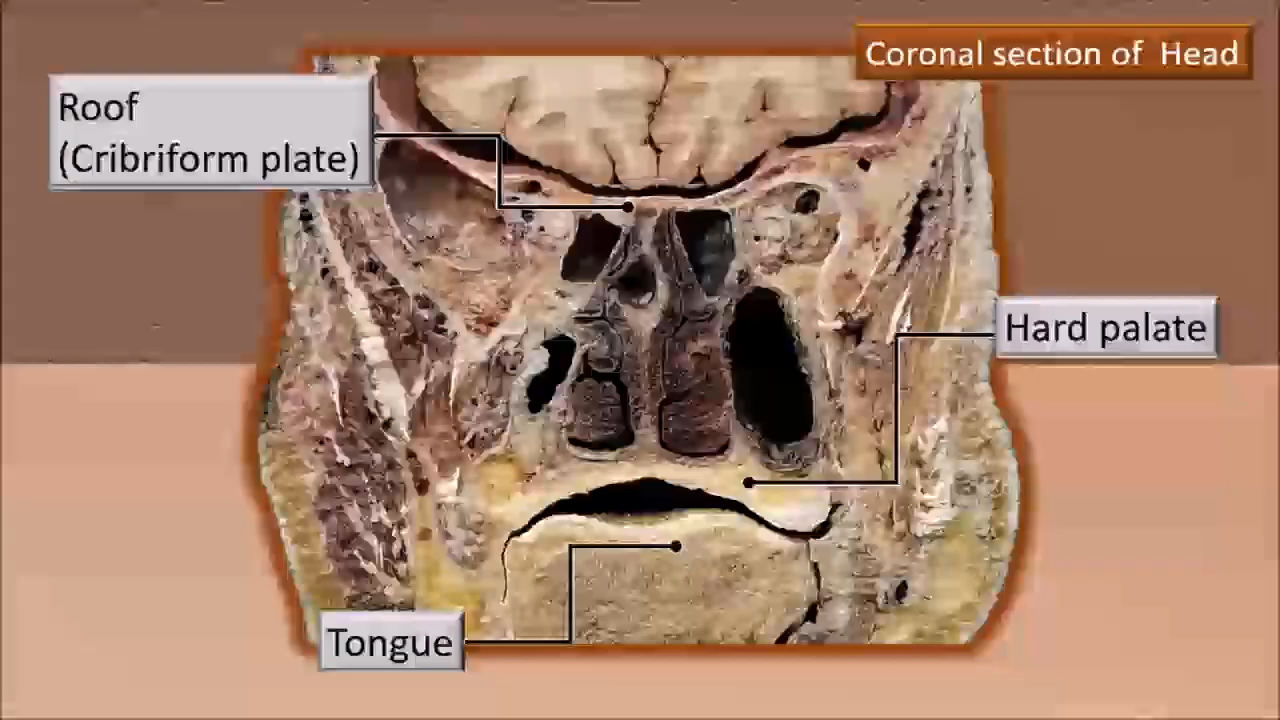 Coronal section of Head
Roof
(Cribriform plate)
Hard palate
Tongue